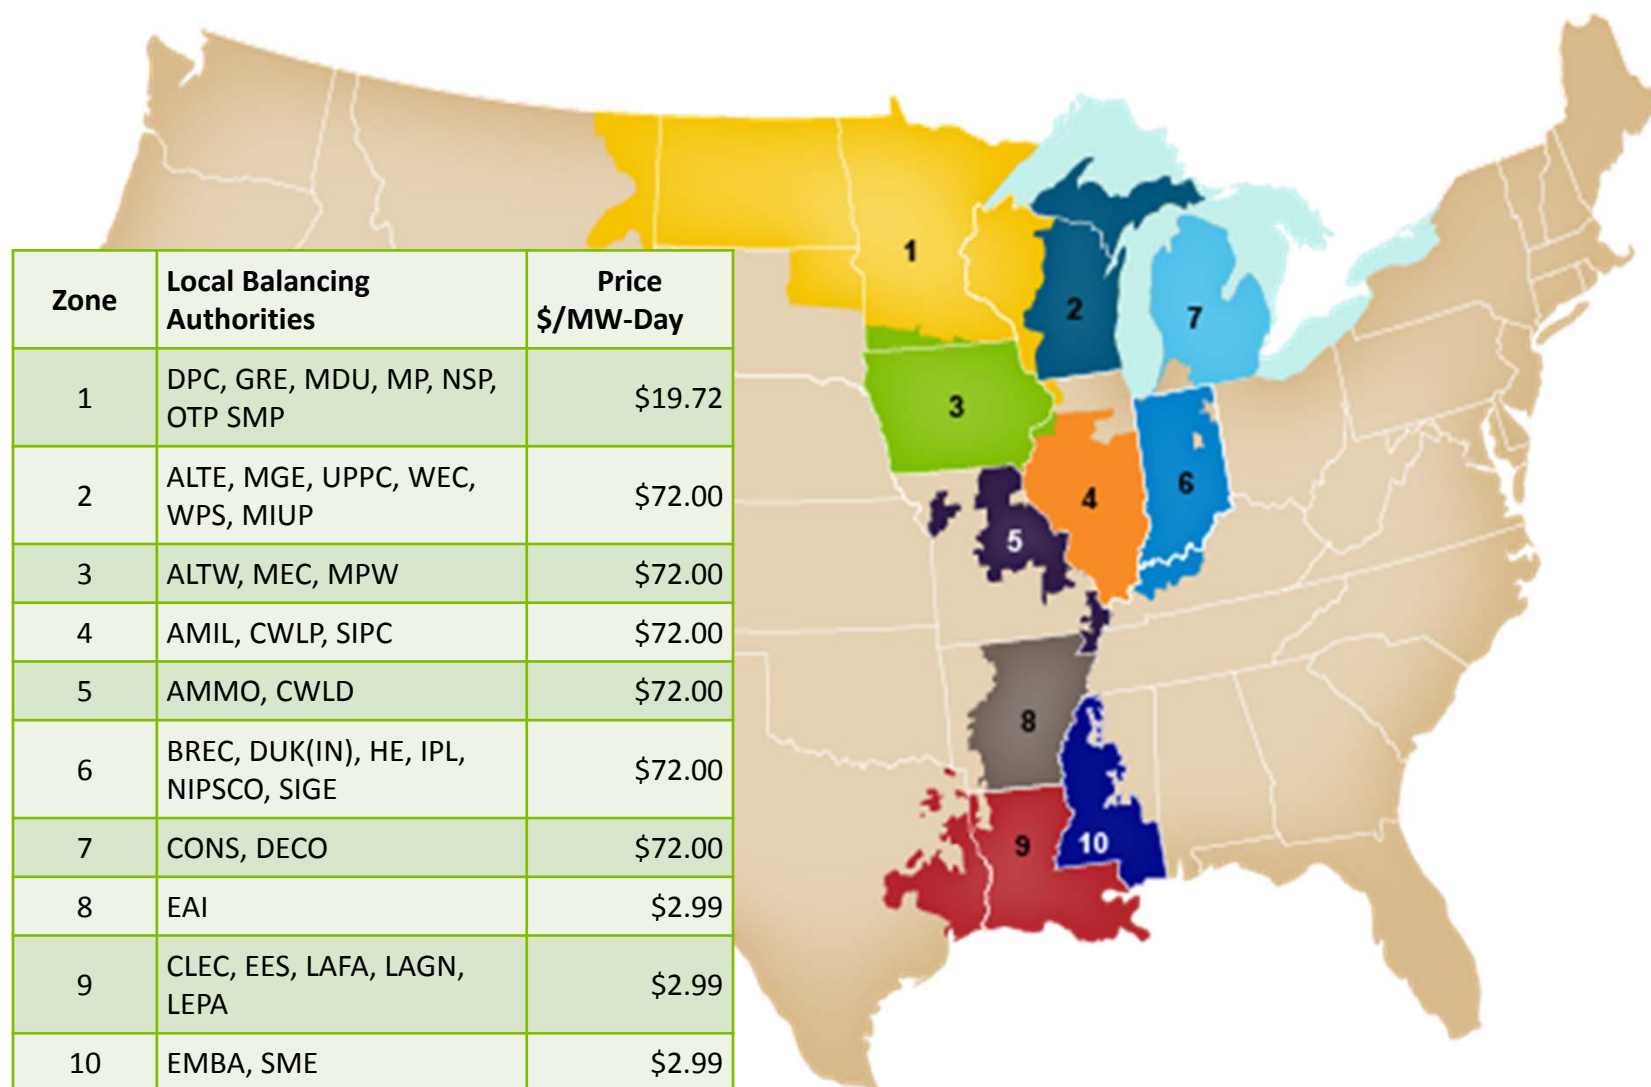 Zone
Local Balancing
Authorities
Price
$/MW-Day
1
DPC, GRE, MDU, MP, NSP,
OTP SMP
$19.72
2
ALTE, MGE, UPPC, WEC,
WPS, MIUP
$72.00
3
ALTW, MEC, MPW
$72.00
4
AMIL, CWLP, SIPC
$72.00
5
AMMO, CWLD
$72.00
6
BREC, DUK(IN), HE, IPL,
NIPSCO, SIGE
$72.00
7
CONS, DECO
$72.00
8
EAI
$2.99
9
CLEC, EES, LAFA, LAGN,
LEPA
$2.99
10
EMBA, SME
$2.99
1
2
7
3
4
6
5
8
9
10